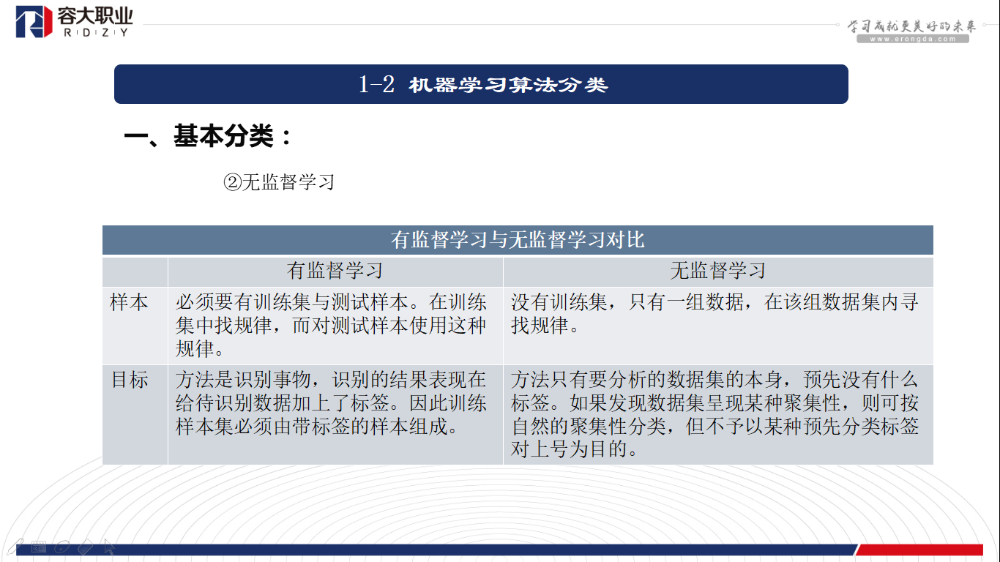 容大职业
RDZY
学习成就更美好的未来
www.erongda.com
1-2 机器学习算法分类
一、基本分类：
②无监督学习
有监督学习与无监督学习对比
有监督学习
无监督学习
样本
必须要有训练集与测试样本。在训练
集中找规律，而对测试样本使用这种
规律。
没有训练集，只有一组数据，在该组数据集内寻
找规律。
目标
方法是识别事物，识别的结果表现在
给待识别数据加上了标签。因此训练
样本集必须由带标签的样本组成。
方法只有要分析的数据集的本身，预先没有什么
标签。如果发现数据集呈现某种聚集性，则可按
自然的聚集性分类，但不予以某种预先分类标签
对上号为目的。